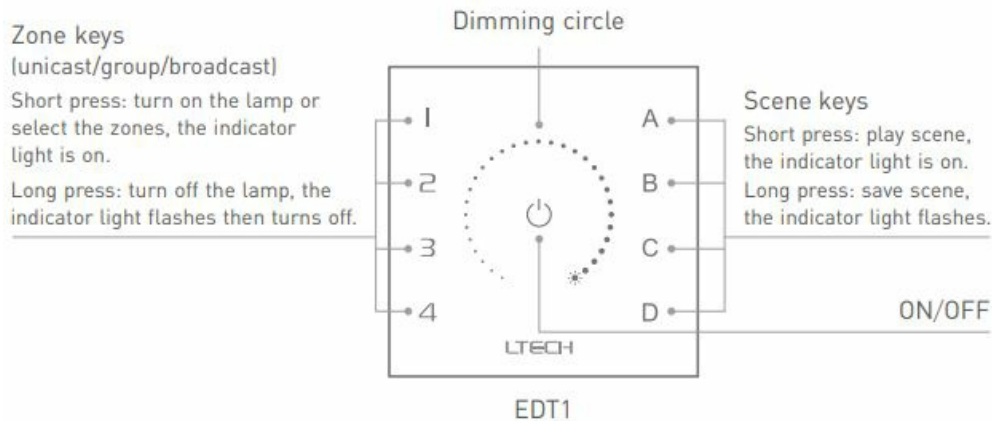 Dimming circle
Zone keys
(unicast/group/broadcast)
Short press: turn on the lamp or
select the zones, the indicator
light is on.
Long press: turn off the lamp, the
indicator light flashes then turns off.
1
2
3
4
A
B
C
D
LTECH
Scene keys
Short press: play scene,
the indicator light is on.
Long press: save scene,
the indicator light flashes.
ON/OFF
EDT1